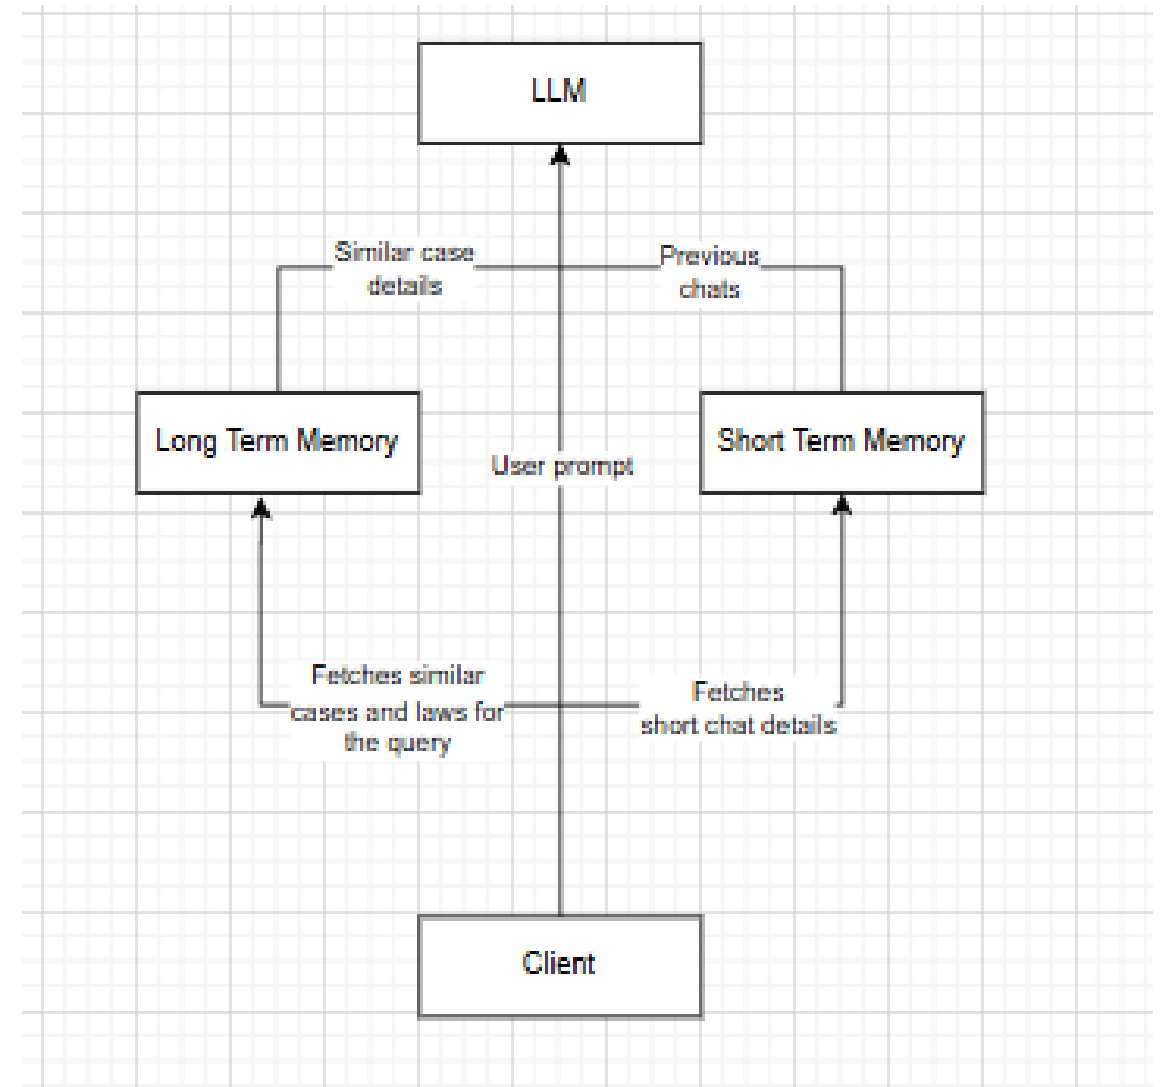 LLM
Similar case
details
Previous
chats
Long Term Memory
Short Term Memory
User prompt
Fetches similar
cases and laws for
the query
Fetches
short chat details
Client